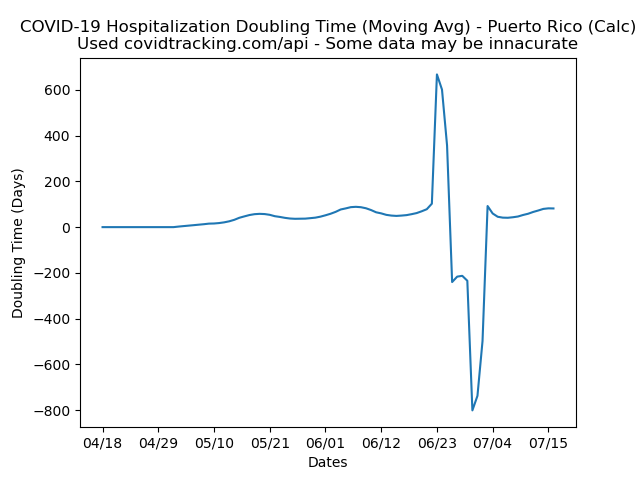 COVID-19 Hospitalization Doubling Time (Moving Avg) - Puerto Rico (Calc)
Used covidtracking.com/api - Some data may be innacurate
Doubling Time (Days)
600
400
200
0
−200
−400
−600
−800
04/18 04/29 05/10 05/21 06/01 06/12 06/23 07/04 07/15
Dates